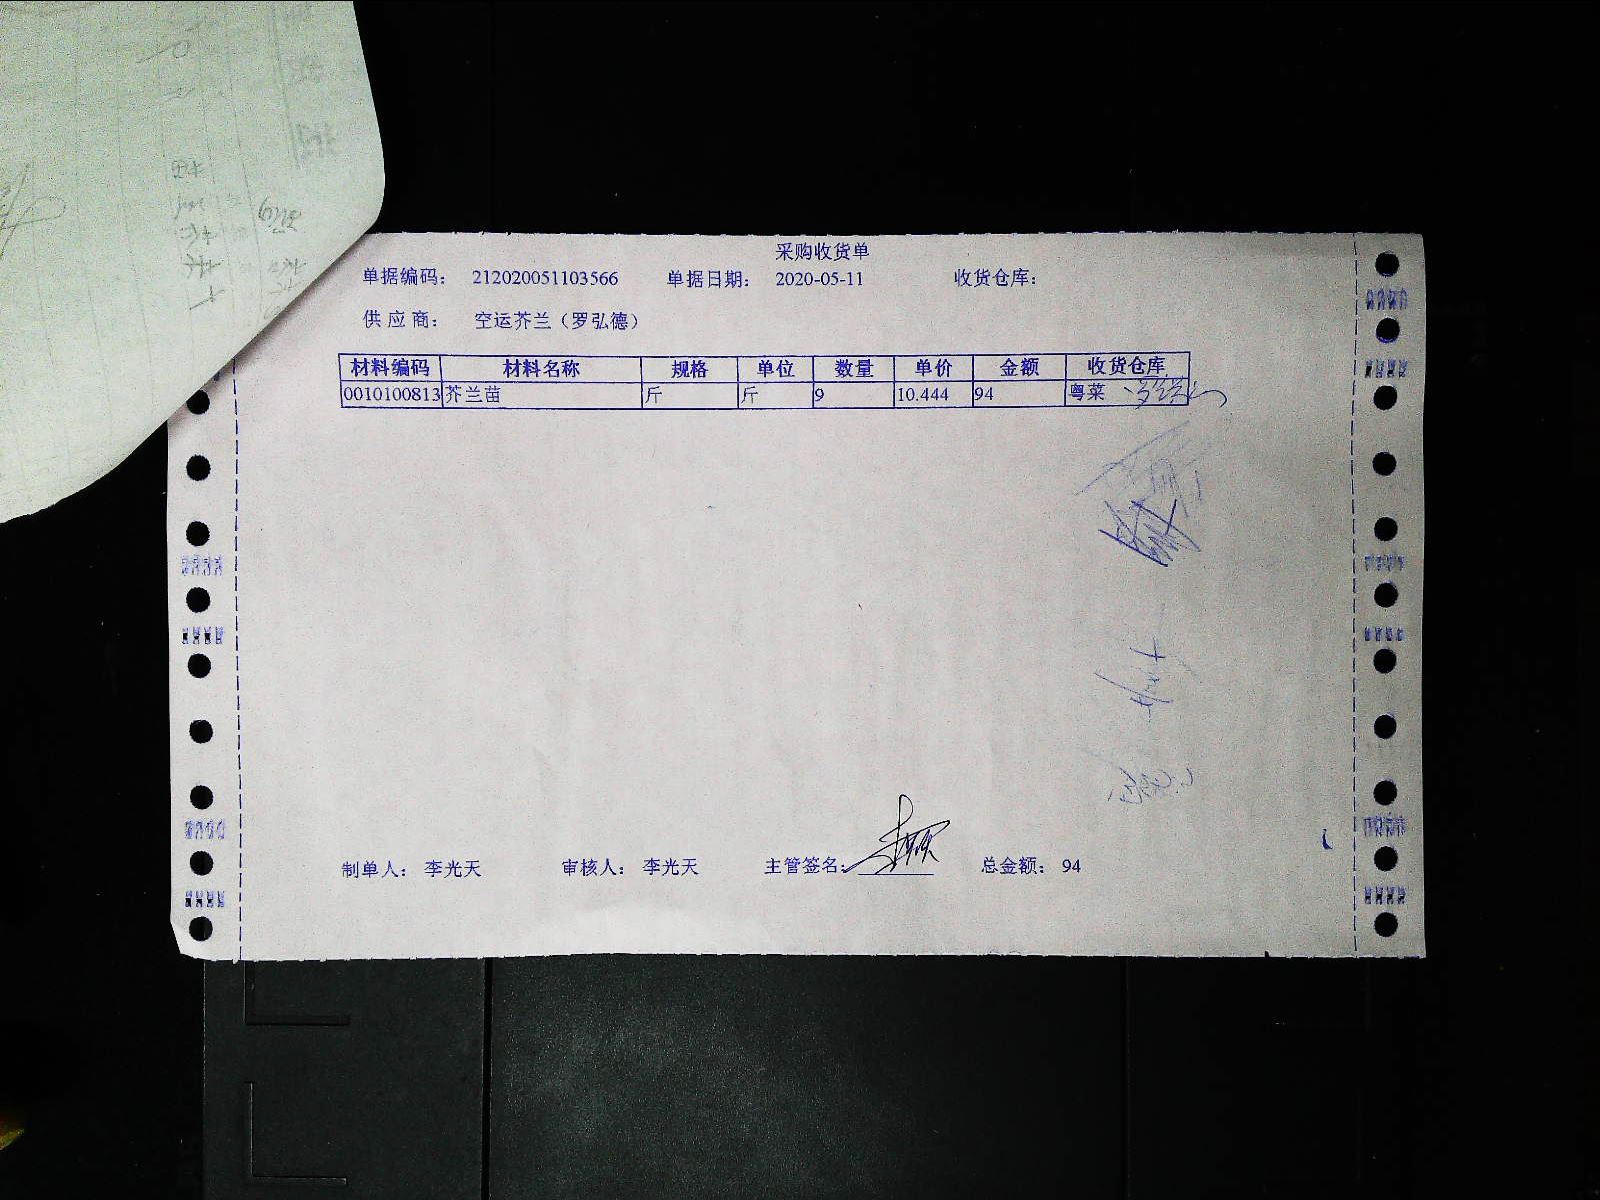 采购收货单
单据编码： 212020051103566 单据日期： 2020-05-11 收货仓库：
供应商： 空运芥兰（罗弘德）
材料编码 材料名称 规格 单位 数量 单价 金额 收货仓库
0010100813 芥兰苗 斤 斤 9 10.444 94 粤菜
制单人： 李光天 审核人： 李光天 主管签名： 总金额： 94